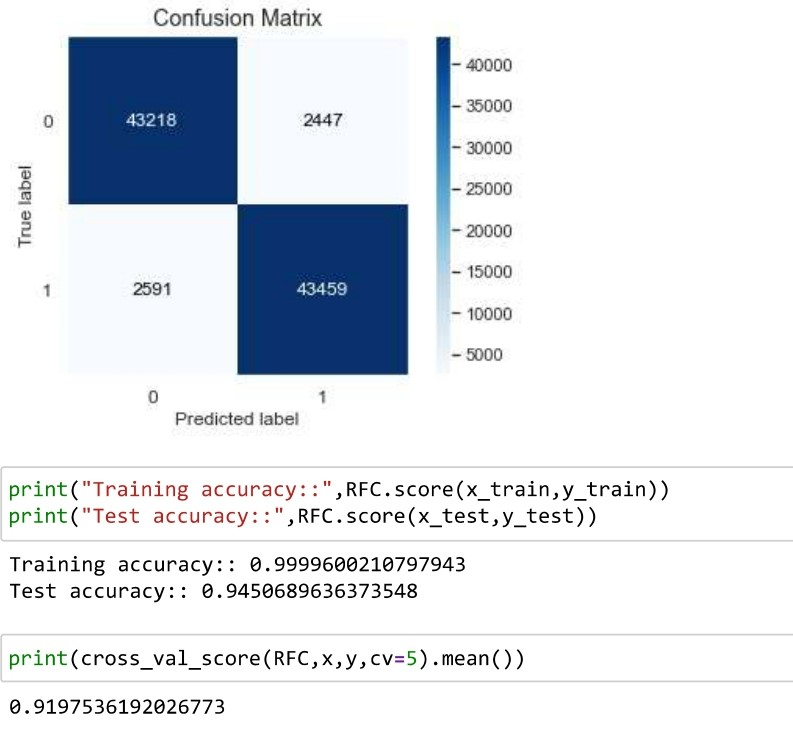 Confusion Matrix
0
43218
2447
True label
1
2591
43459
0
1
Predicted label
40000
35000
30000
25000
20000
15000
10000
5000
print("Training accuracy::",RFC.score(x_train,y_train))
print("Test accuracy::",RFC.score(x_test,y_test))
Training accuracy:: 0.9999600210797943
Test accuracy:: 0.9450689636373548
print(cross_val_score(RFC,x,y,cv=5).mean())
0.9197536192026773